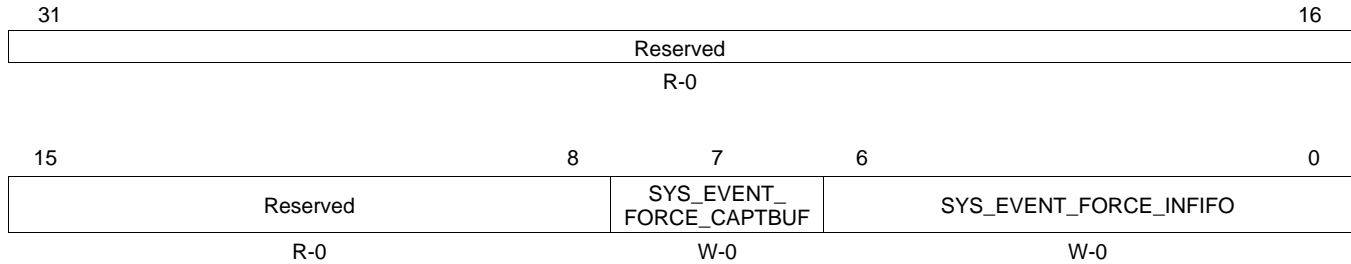 31 16
Reserved
R-0
15 8 7 6 0
Reserved SYS_EVENT_ FORCE_CAPTBUF SYS_EVENT_FORCE_INFIFO
R-0 W-0 W-0